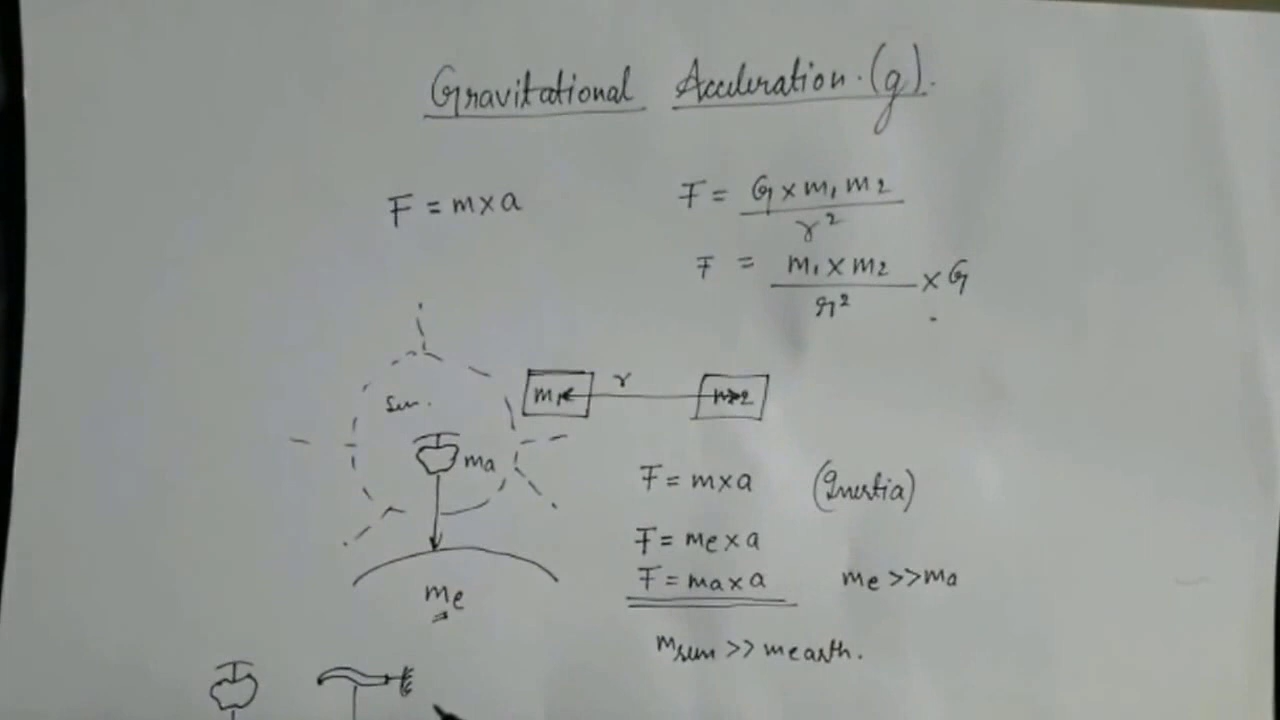 Gravitational Acceleration. (g).
F = m×a
F = G × m₁ m₂ / r²
F = m₁ × m₂ / r² × G
Sun.
m₁
r
m₂
ma
me
F = m×a (Inertia)
F = me×a
F = ma×a me >> ma
msun >> mearth.